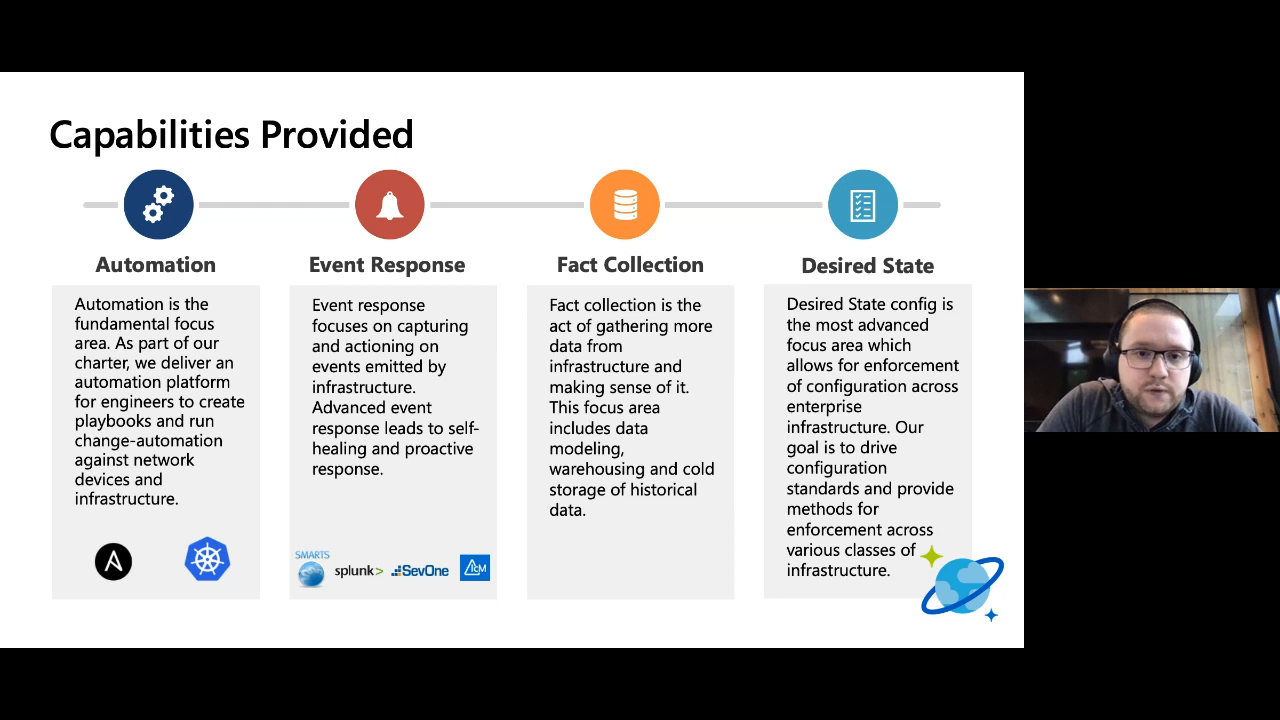 Capabilities Provided
Automation
Automation is the
fundamental focus
area. As part of our
charter, we deliver an
automation platform
for engineers to create
playbooks and run
change-automation
against network
devices and
infrastructure.
A
Event Response
Event response
focuses on capturing
and actioning on
events emitted by
infrastructure.
Advanced event
response leads to self-
healing and proactive
response.
SMARTS
splunk>
SevOne
ICM
Fact Collection
Fact collection is the
act of gathering more
data from
infrastructure and
making sense of it.
This focus area
includes data
modeling,
warehousing and cold
storage of historical
data.
Desired State
Desired State config is
the most advanced
focus area which
allows for enforcement
of configuration across
enterprise
infrastructure. Our
goal is to drive
configuration
standards and provide
methods for
enforcement across
various classes of
infrastructure.